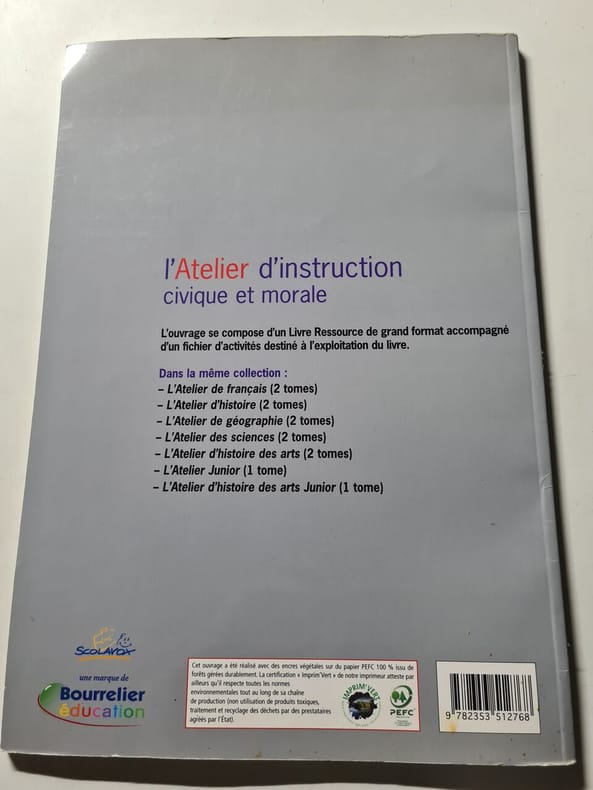 l'Atelier d'instruction
civique et morale
L'ouvrage se compose d'un Livre Ressource de grand format accompagné
d'un fichier d'activités destiné à l'exploitation du livre.
Dans la même collection :
– L'Atelier de français (2 tomes)
– L'Atelier d'histoire (2 tomes)
– L'Atelier de géographie (2 tomes)
– L'Atelier des sciences (2 tomes)
– L'Atelier d'histoire des arts (2 tomes)
– L'Atelier Junior (1 tome)
– L'Atelier d'histoire des arts Junior (1 tome)
SCOLAVOX
une marque de
Bourrelier
éducation
Cet ouvrage a été réalisé avec des encres végétales sur du papier PEFC 100 % issu de
forêts gérées durablement. La certification « Imprim'Vert » de notre imprimeur atteste par
ailleurs qu'il respecte toutes les normes
environnementales tout au long de sa chaîne
de production (non utilisation de produits toxiques,
traitement et recyclage des déchets par des prestataires
agréés par l'État).
IMPRIM'VERT
PEFC
9 782353 512768